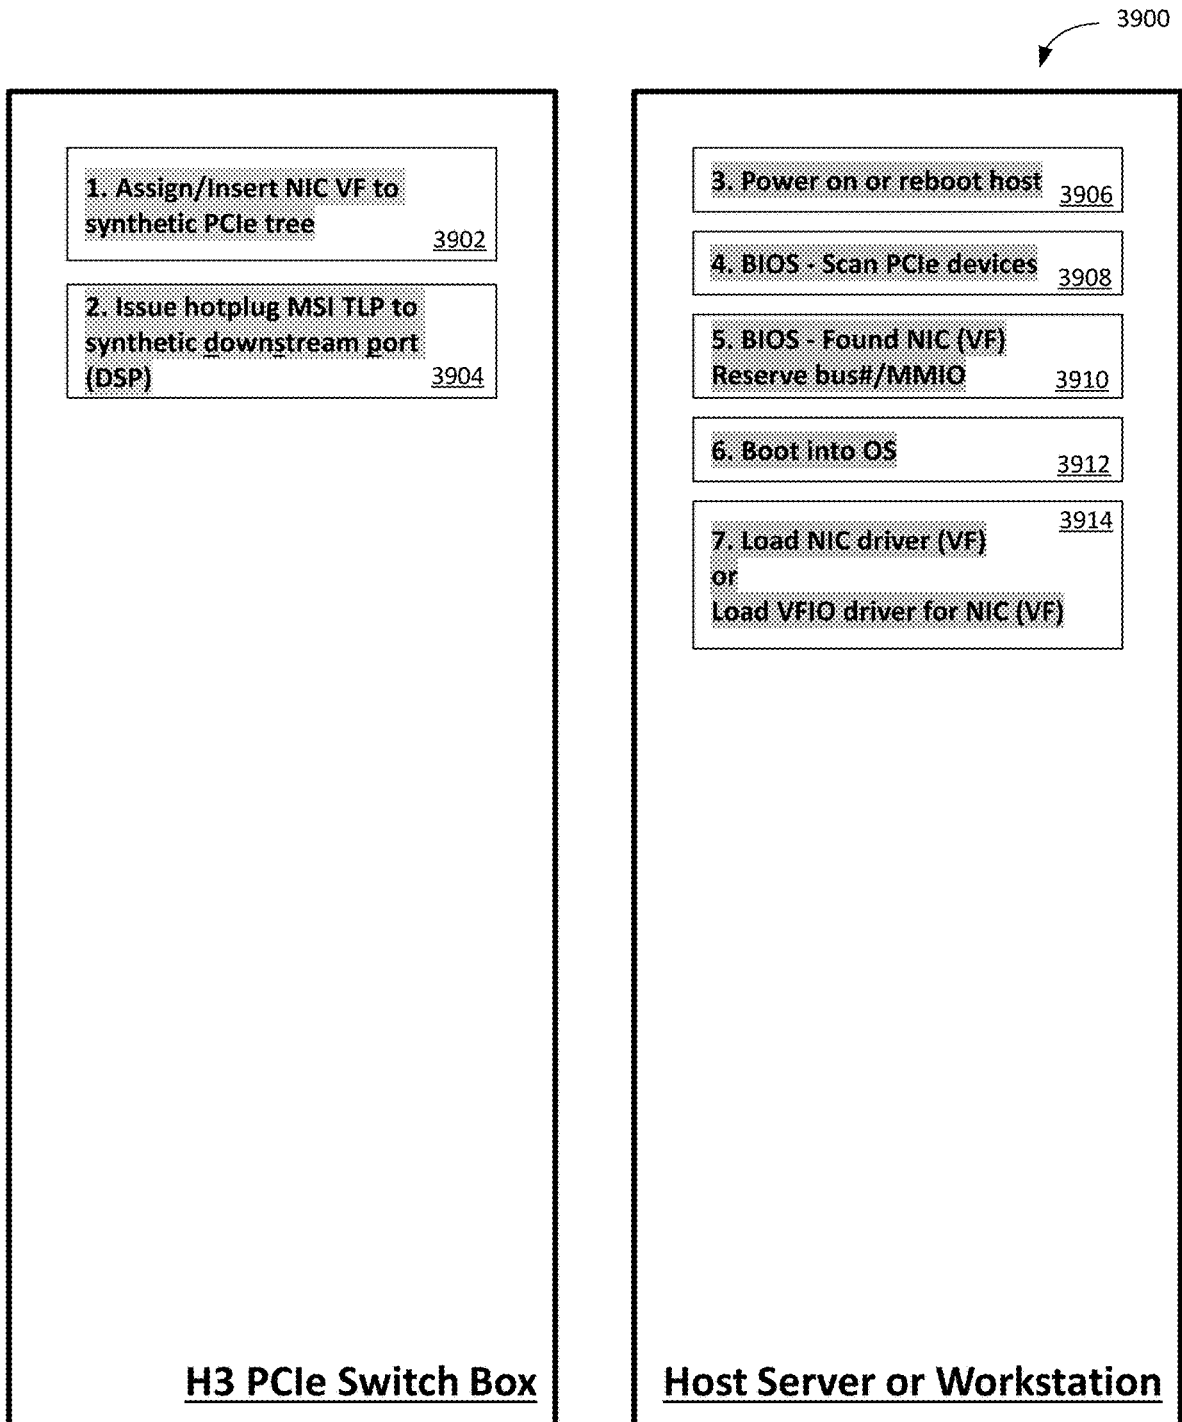 3900
1. Assign/Insert NIC VF to
synthetic PCIe tree
3902
2. Issue hotplug MSI TLP to
synthetic downstream port
(DSP)
3904
H3 PCIe Switch Box
3. Power on or reboot host
3906
4. BIOS - Scan PCIe devices
3908
5. BIOS - Found NIC (VF)
Reserve bus#/MMIO
3910
6. Boot into OS
3912
3914
7. Load NIC driver (VF)
or
Load VFIO driver for NIC (VF)
Host Server or Workstation